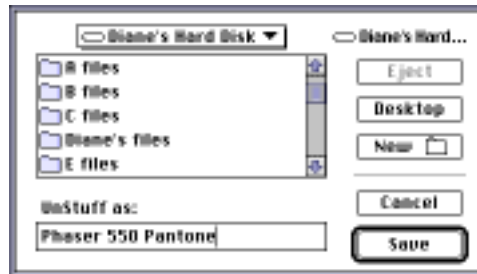 Diane's Hard Disk
Diane's Hard...
A files
Eject
B files
Desktop
C files
Diane's files
New
E files
UnStuff as:
Cancel
Phaser 550 Pantone
Save